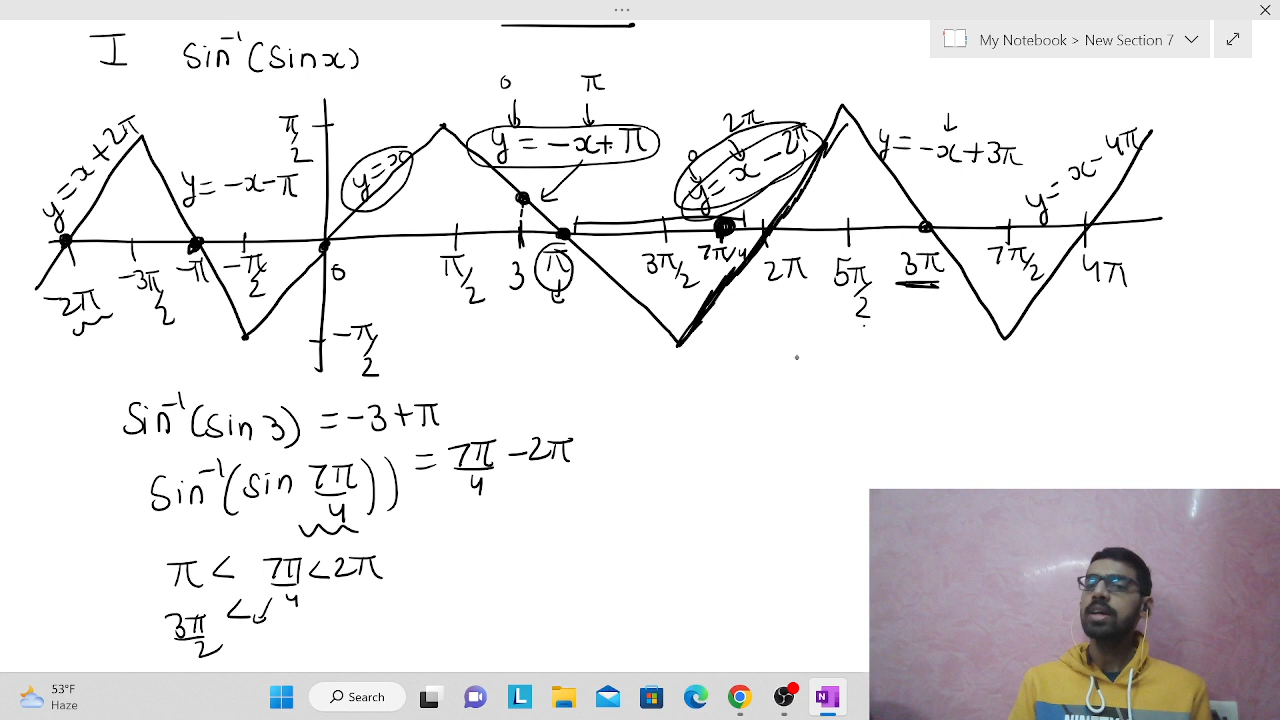 My Notebook > New Section 7
I Sin⁻¹(Sinx)
0 π
y = x + 2π
π/2
y = x
y = -x + π
2π
0
y = x - 2π
y = -x + 3π
y = x - 4π
y = -x - π
-2π -3π/2 -π -π/2 0 π/2 3 π 3π/2 7π/4 2π 5π/2 3π 7π/2 4π
-π/2
Sin⁻¹(sin 3) = -3 + π
Sin⁻¹(sin 7π/4)) = 7π/4 - 2π
π < 7π/4 < 2π
3π/2 <
53°F
Haze
Search